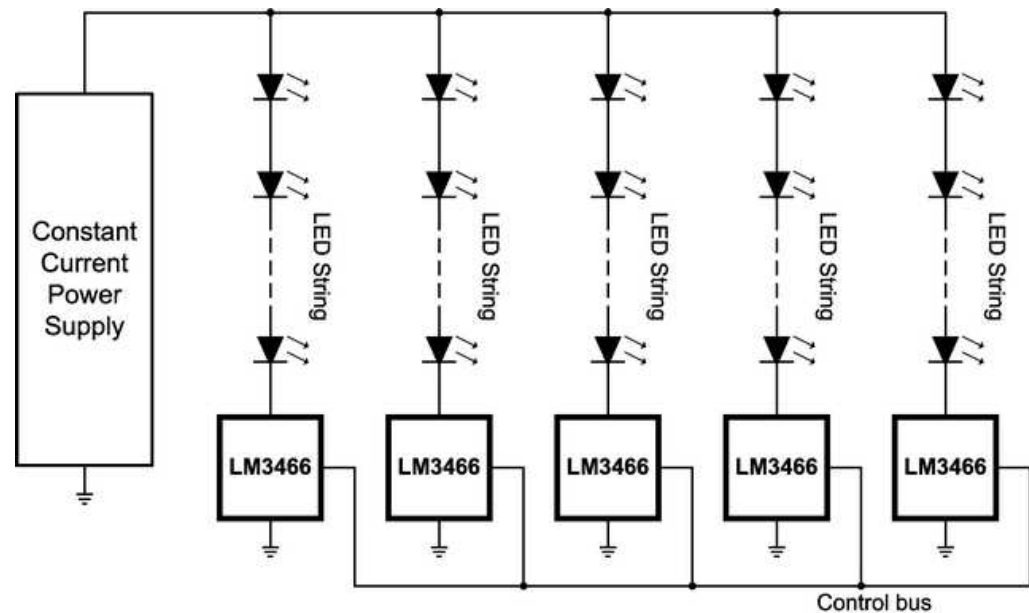 Constant
Current
Power
Supply
LED String
LED String
LED String
LED String
LED String
LM3466
LM3466
LM3466
LM3466
LM3466
Control bus